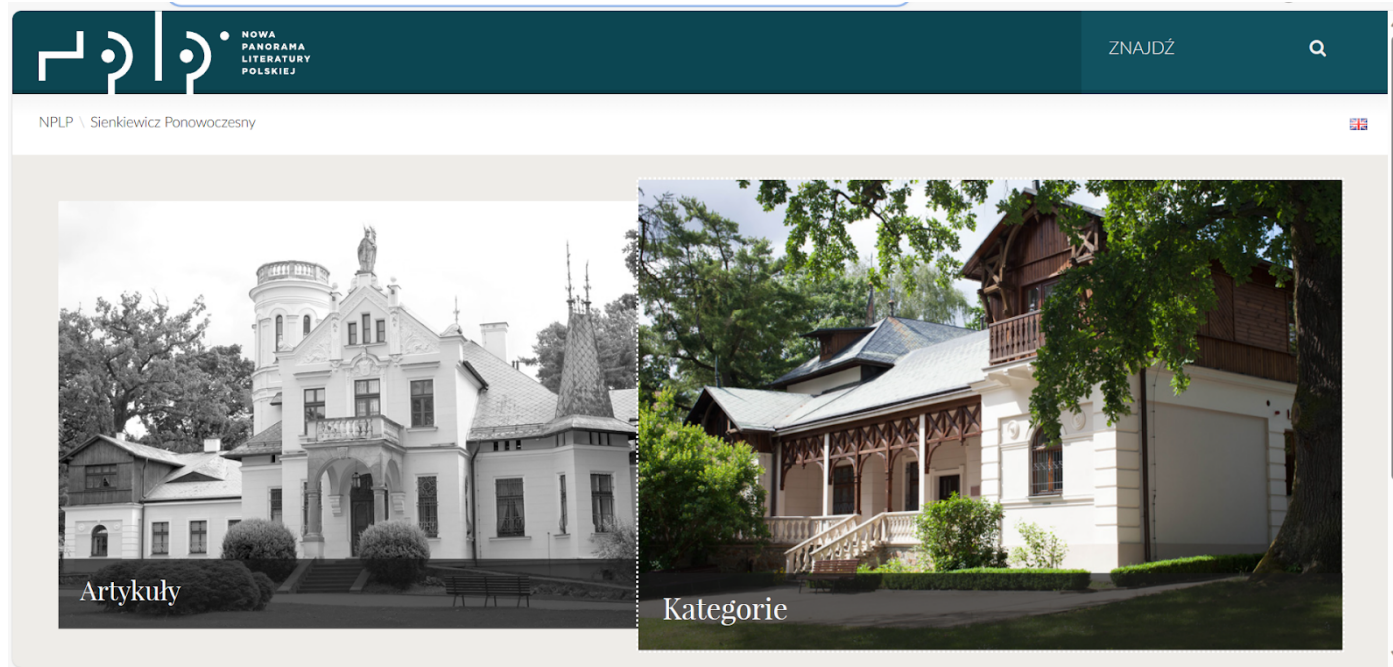 NOWA
PANORAMA
LITERATURY
POLSKIEJ
ZNAJDŹ
NPLP \ Sienkiewicz Ponowoczesny
Artykuły
Kategorie